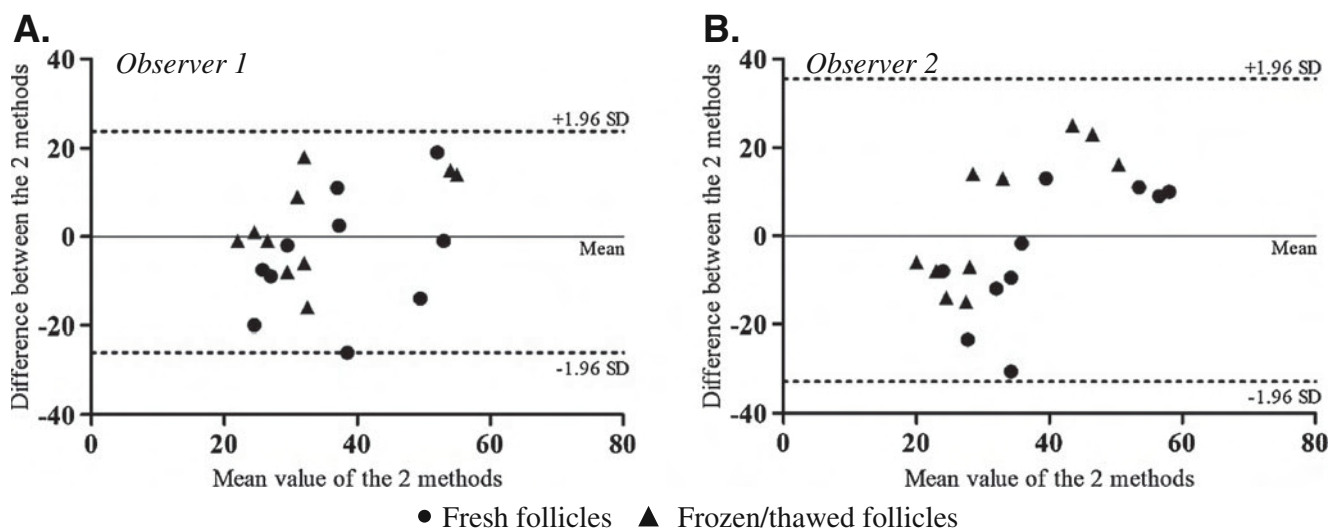 A.
Observer 1
40
20
0
-20
-40
Difference between the 2 methods
+1.96 SD
Mean
-1.96 SD
0 20 40 60 80
Mean value of the 2 methods
B.
Observer 2
40
20
0
-20
-40
Difference between the 2 methods
+1.96 SD
Mean
-1.96 SD
0 20 40 60 80
Mean value of the 2 methods
Fresh follicles Frozen/thawed follicles